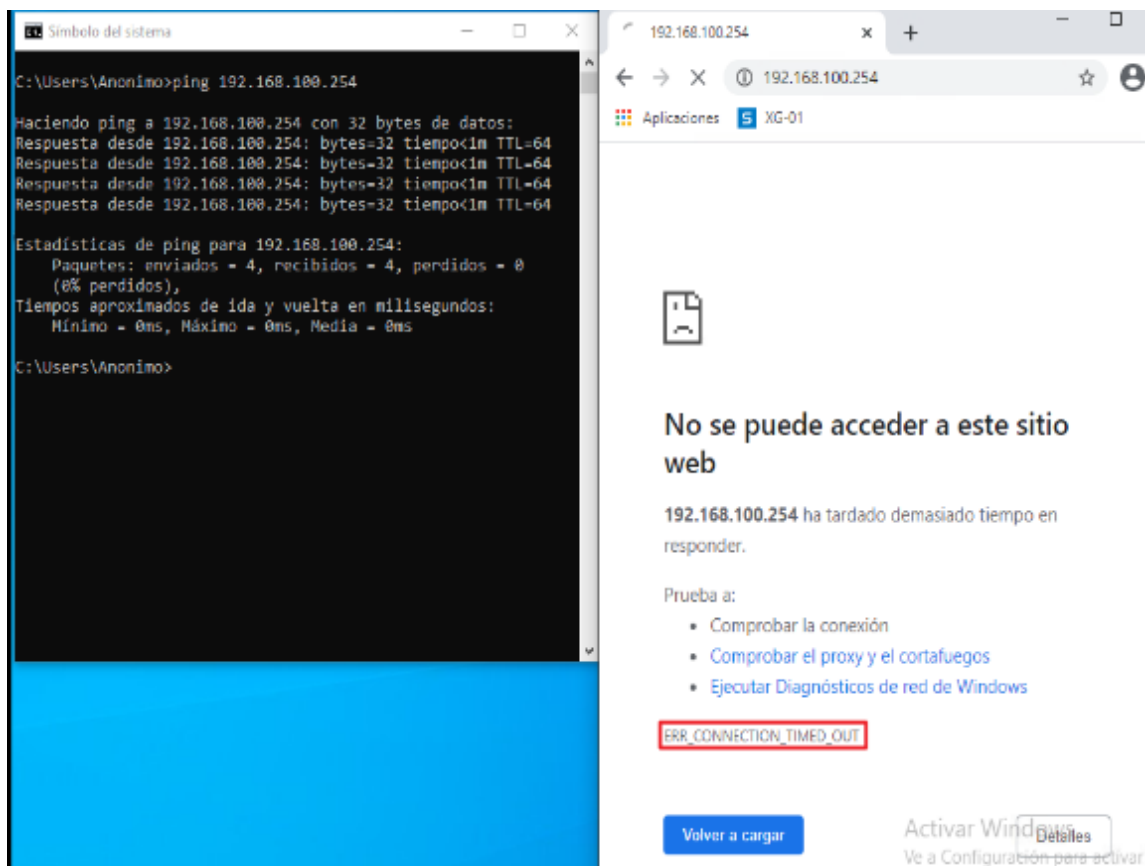 Símbolo del sistema
C:\Users\Anonimo>ping 192.168.100.254
Haciendo ping a 192.168.100.254 con 32 bytes de datos:
Respuesta desde 192.168.100.254: bytes=32 tiempo<1m TTL=64
Respuesta desde 192.168.100.254: bytes=32 tiempo<1m TTL=64
Respuesta desde 192.168.100.254: bytes=32 tiempo<1m TTL=64
Respuesta desde 192.168.100.254: bytes=32 tiempo<1m TTL=64
Estadísticas de ping para 192.168.100.254:
Paquetes: enviados = 4, recibidos = 4, perdidos = 0
(0% perdidos),
Tiempos aproximados de ida y vuelta en milisegundos:
Mínimo = 0ms, Máximo = 0ms, Media = 0ms
C:\Users\Anonimo>
192.168.100.254
192.168.100.254
Aplicaciones
S XG-01
No se puede acceder a este sitio
web
192.168.100.254 ha tardado demasiado tiempo en
responder.
Prueba a:
• Comprobar la conexión
• Comprobar el proxy y el cortafuegos
• Ejecutar Diagnósticos de red de Windows
ERR_CONNECTION_TIMED_OUT
Volver a cargar
Detalles
Activar Windows
Ve a Configuración para activar